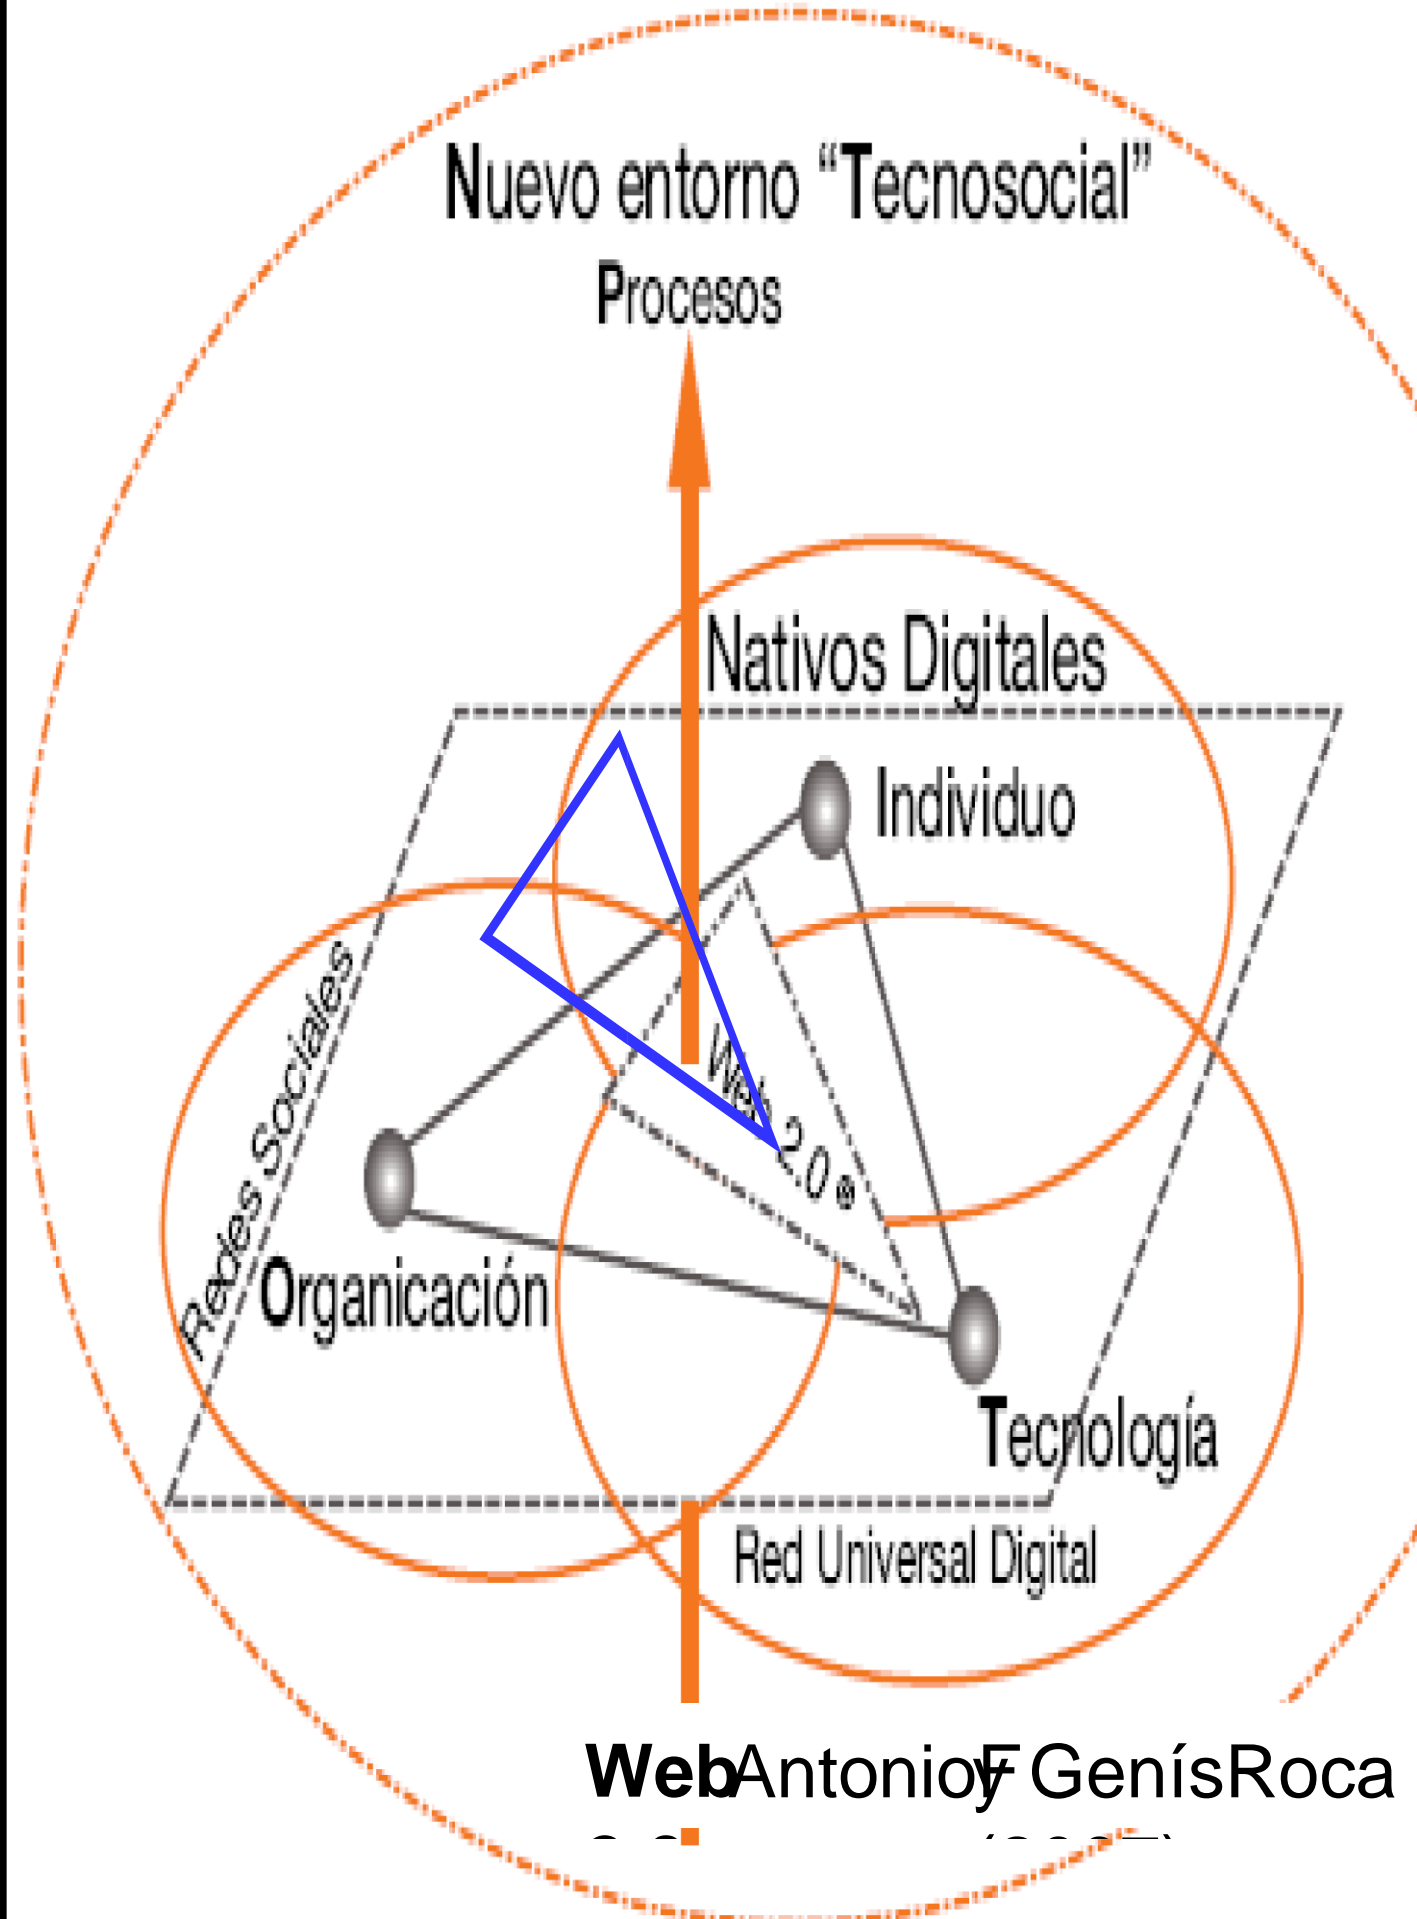 Nuevo entorno “Tecnosocial”
Procesos
Nativos Digitales
Individuo
Redes Sociales
Web 2.0 ®
Organicación
Tecnología
Red Universal Digital
Web Antonio F y Genís Roca